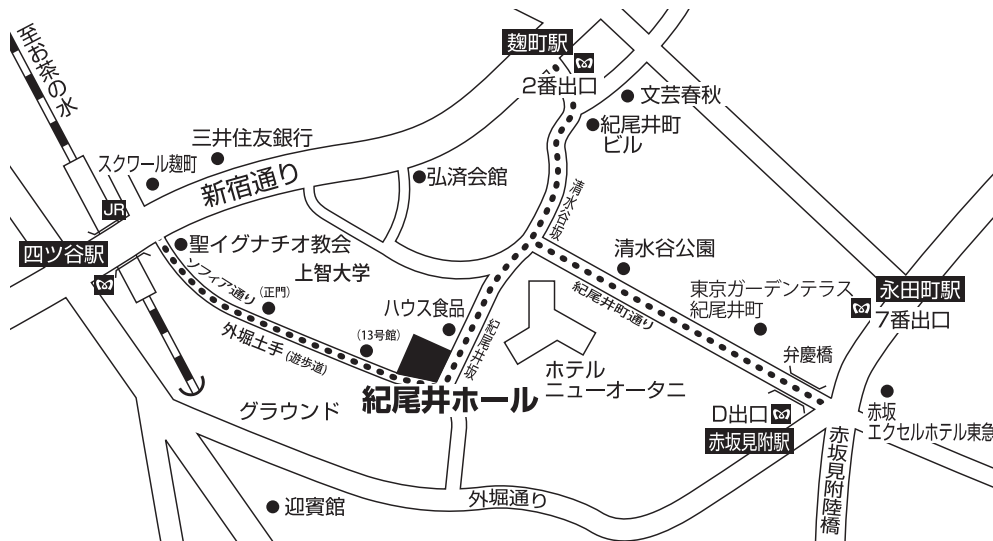 至お茶の水
麹町駅
2番出口
文芸春秋
紀尾井町
ビル
三井住友銀行
スクワール麹町
新宿通り
弘済会館
清水谷坂
JR
四ツ谷駅
聖イグナチオ教会
上智大学
ソフィア通り
(正門)
外堀土手(遊歩道)
(13号館)
ハウス食品
紀尾井坂
清水谷公園
紀尾井町通り
東京ガーデンテラス
紀尾井町
永田町駅
7番出口
弁慶橋
ホテル
ニューオータニ
紀尾井ホール
グラウンド
D出口
赤坂見附駅
赤坂
エクセルホテル東急
赤坂見附陸橋
外堀通り
迎賓館